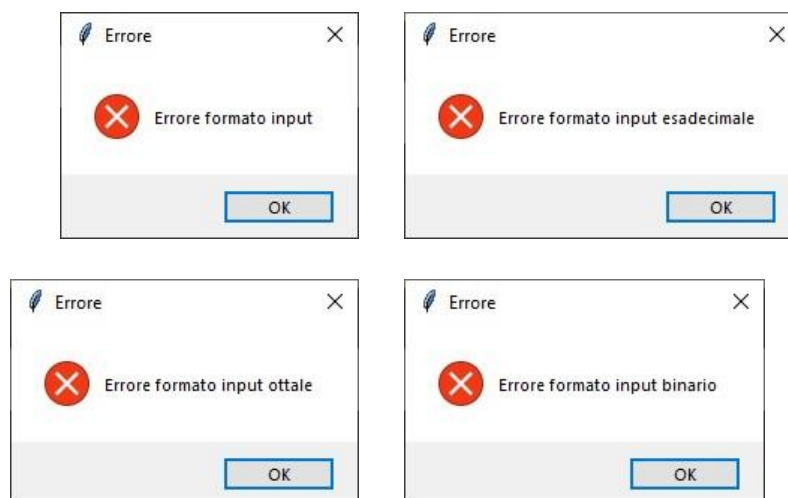 Errore
Errore formato input
OK
Errore
Errore formato input esadecimale
OK
Errore
Errore formato input ottale
OK
Errore
Errore formato input binario
OK